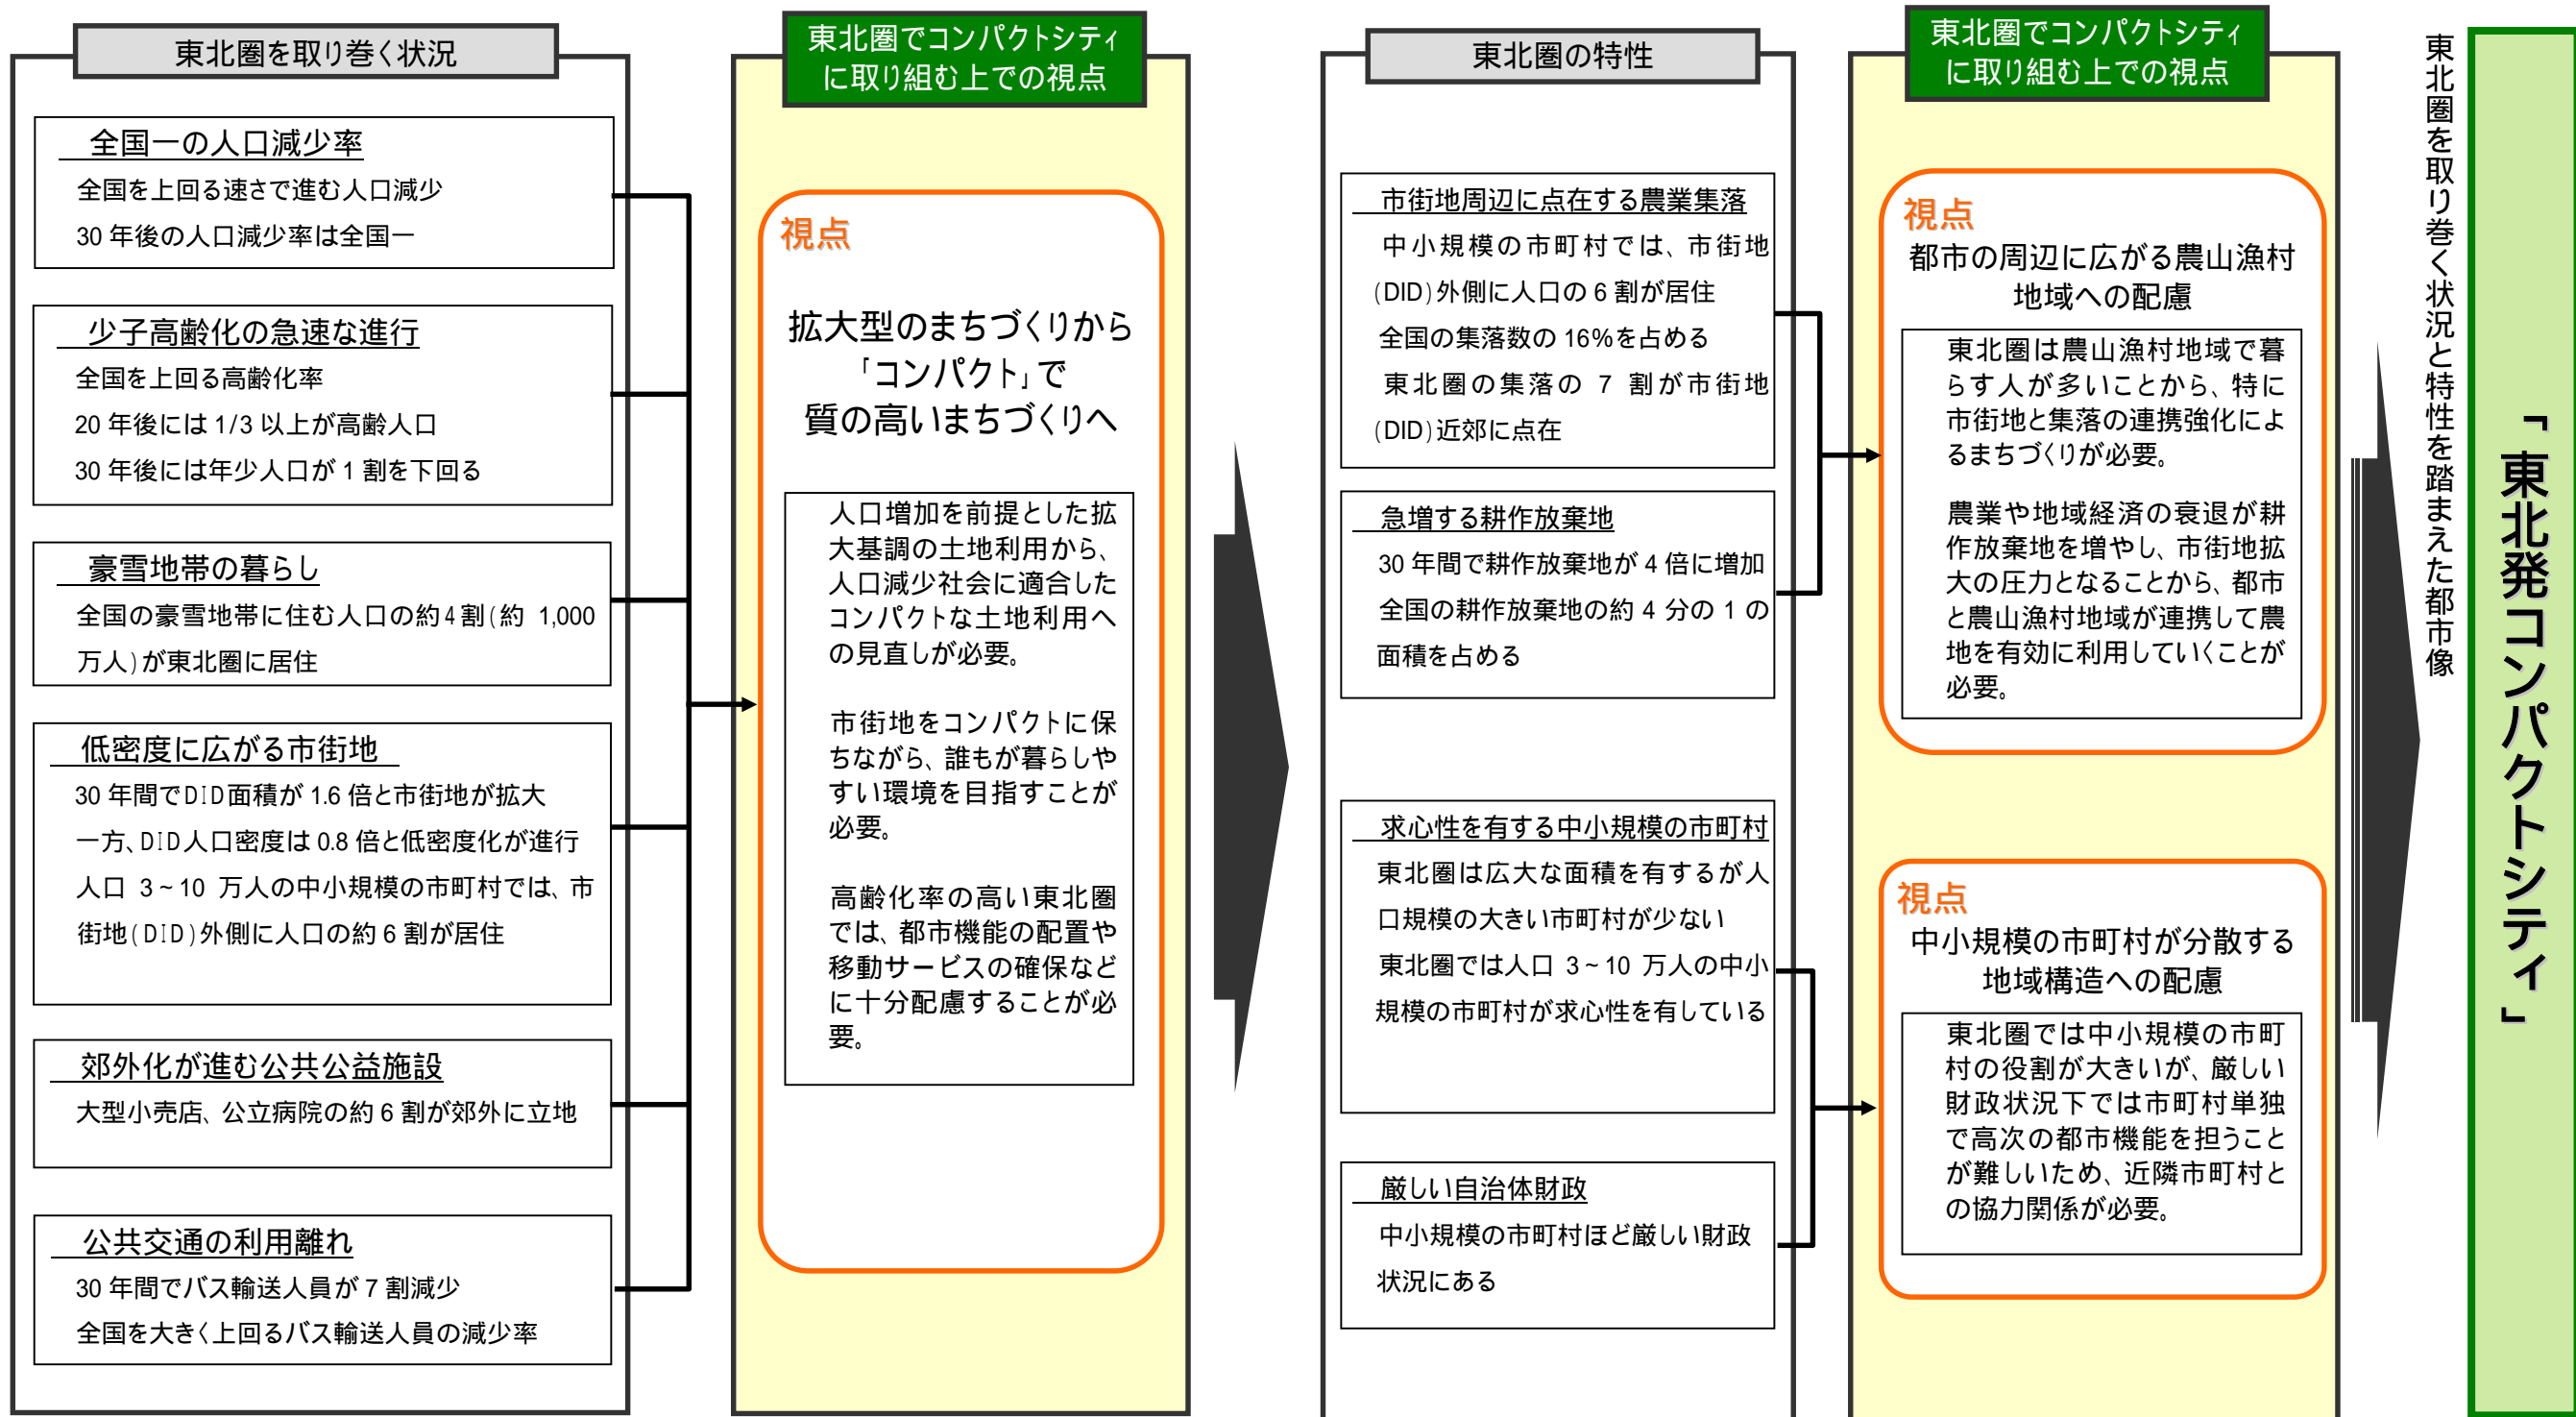 東北圏を取り巻く状況
全国一の人口減少率
全国を上回る速さで進む人口減少
30 年後の人口減少率は全国一
少子高齢化の急速な進行
全国を上回る高齢化率
20 年後には 1/3 以上が高齢人口
30 年後には年少人口が 1 割を下回る
豪雪地帯の暮らし
全国の豪雪地帯に住む人口の約4割(約 1,000
万人)が東北圏に居住
低密度に広がる市街地
30 年間でDID面積が 1.6 倍と市街地が拡大
一方、DID人口密度は 0.8 倍と低密度化が進行
人口 3~10 万人の中小規模の市町村では、市
街地(DID)外側に人口の約 6 割が居住
郊外化が進む公共公益施設
大型小売店、公立病院の約 6 割が郊外に立地
公共交通の利用離れ
30 年間でバス輸送人員が 7 割減少
全国を大きく上回るバス輸送人員の減少率
東北圏でコンパクトシティ
に取り組む上での視点
視点
拡大型のまちづくりから
「コンパクト」で
質の高いまちづくりへ
人口増加を前提とした拡
大基調の土地利用から、
人口減少社会に適合した
コンパクトな土地利用へ
の見直しが必要。
市街地をコンパクトに保
ちながら、誰もが暮らしや
すい環境を目指すことが
必要。
高齢化率の高い東北圏
では、都市機能の配置や
移動サービスの確保など
に十分配慮することが必
要。
東北圏の特性
市街地周辺に点在する農業集落
中小規模の市町村では、市街地
(DID)外側に人口の 6 割が居住
全国の集落数の 16%を占める
東北圏の集落の 7 割が市街地
(DID)近郊に点在
急増する耕作放棄地
30 年間で耕作放棄地が 4 倍に増加
全国の耕作放棄地の約 4 分の 1 の
面積を占める
求心性を有する中小規模の市町村
東北圏は広大な面積を有するが人
口規模の大きい市町村が少ない
東北圏では人口 3~10 万人の中小
規模の市町村が求心性を有している
厳しい自治体財政
中小規模の市町村ほど厳しい財政
状況にある
東北圏でコンパクトシティ
に取り組む上での視点
視点
都市の周辺に広がる農山漁村
地域への配慮
東北圏は農山漁村地域で暮
らす人が多いことから、特に
市街地と集落の連携強化によ
るまちづくりが必要。
農業や地域経済の衰退が耕
作放棄地を増やし、市街地拡
大の圧力となることから、都市
と農山漁村地域が連携して農
地を有効に利用していくことが
必要。
視点
中小規模の市町村が分散する
地域構造への配慮
東北圏では中小規模の市町
村の役割が大きいが、厳しい
財政状況下では市町村単独
で高次の都市機能を担うこと
が難しいため、近隣市町村と
の協力関係が必要。
東北圏を取り巻く状況と特性を踏まえた都市像
「東北発コンパクトシティ」